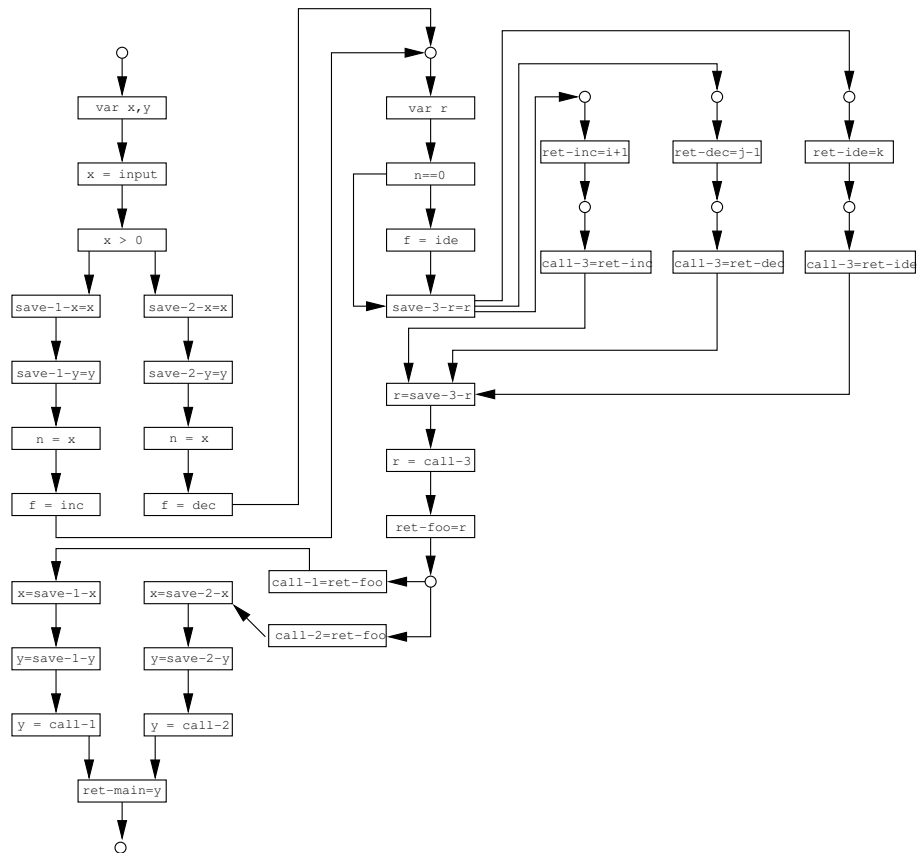 var x,y
x = input
x > 0
save-1-x=x
save-2-x=x
save-1-y=y
save-2-y=y
n = x
n = x
f = inc
f = dec
var r
n==0
f = ide
save-3-r=r
ret-inc=i+1
ret-dec=j-1
ret-ide=k
call-3=ret-inc
call-3=ret-dec
call-3=ret-ide
r=save-3-r
r = call-3
ret-foo=r
call-1=ret-foo
call-2=ret-foo
x=save-1-x
x=save-2-x
y=save-1-y
y=save-2-y
y = call-1
y = call-2
ret-main=y